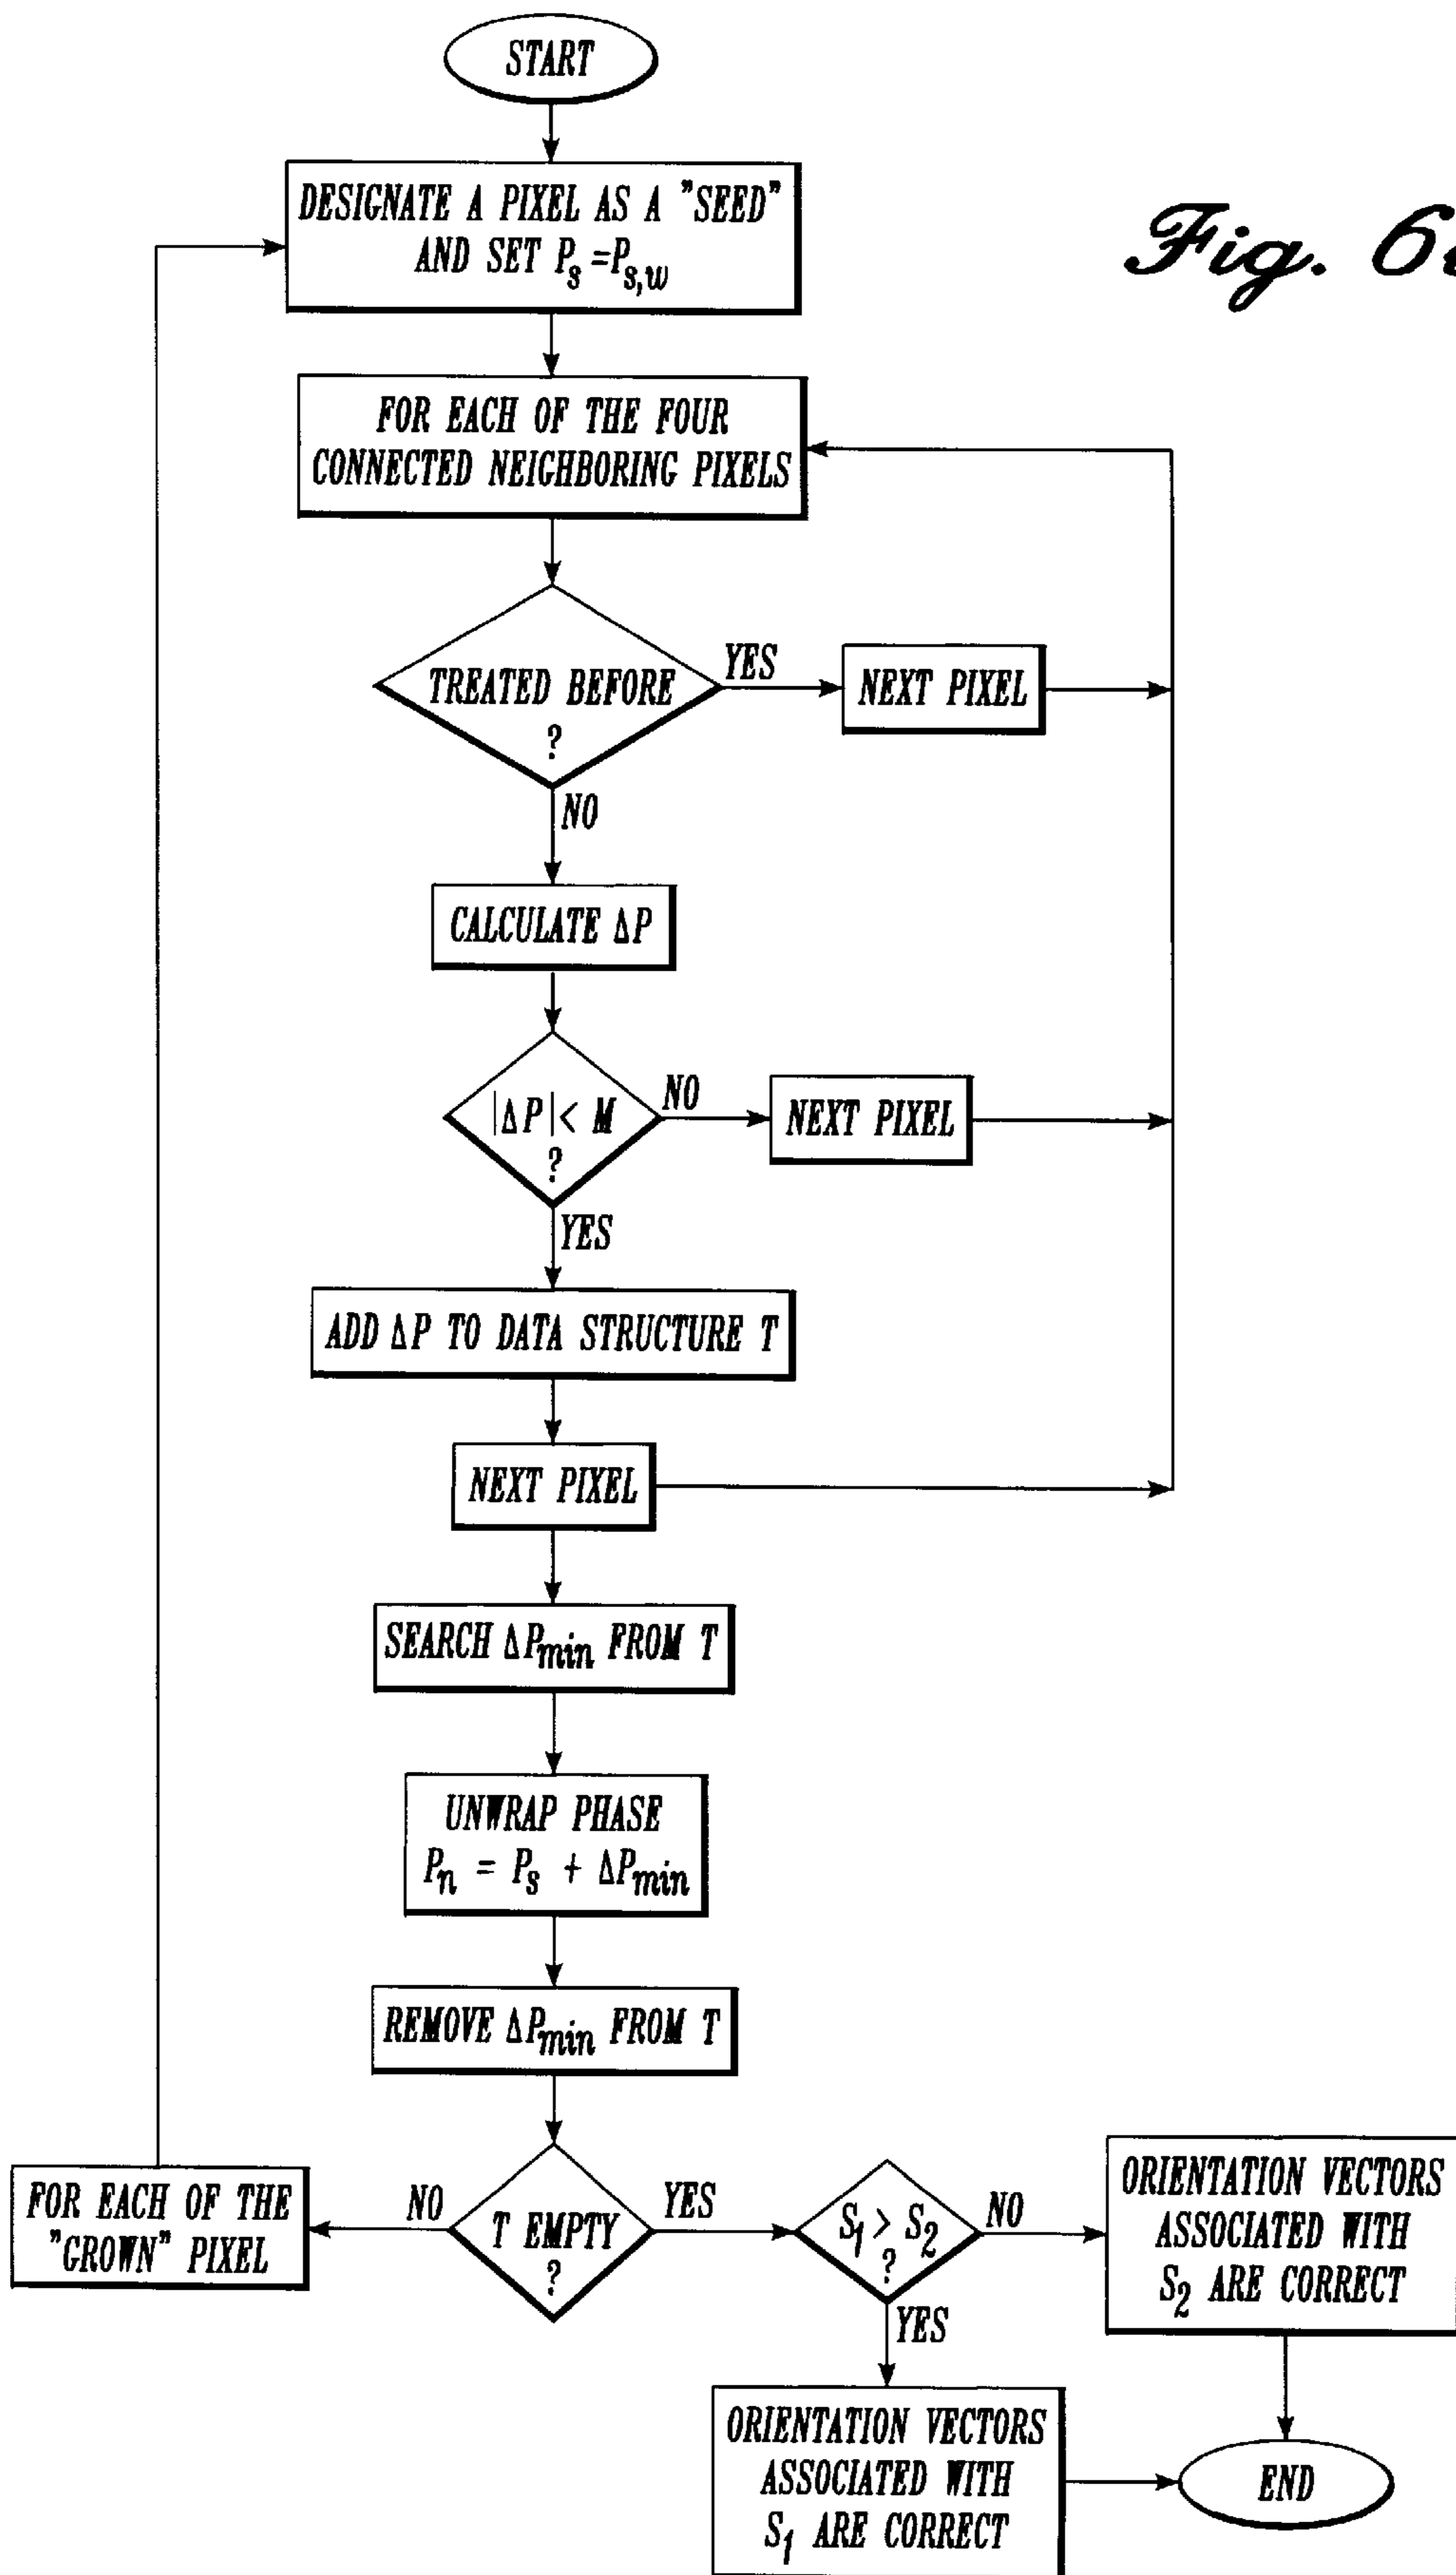 START
DESIGNATE A PIXEL AS A "SEED"
AND SET P_s = P_s,w
Fig. 6
FOR EACH OF THE FOUR
CONNECTED NEIGHBORING PIXELS
TREATED BEFORE
?
YES
NEXT PIXEL
NO
CALCULATE ΔP
|ΔP| < M
?
NO
NEXT PIXEL
YES
ADD ΔP TO DATA STRUCTURE T
NEXT PIXEL
SEARCH ΔP_min FROM T
UNWRAP PHASE
P_n = P_s + ΔP_min
REMOVE ΔP_min FROM T
FOR EACH OF THE
"GROWN" PIXEL
NO
T EMPTY
?
YES
S_1 > S_2
?
NO
ORIENTATION VECTORS
ASSOCIATED WITH
S_2 ARE CORRECT
YES
ORIENTATION VECTORS
ASSOCIATED WITH
S_1 ARE CORRECT
END